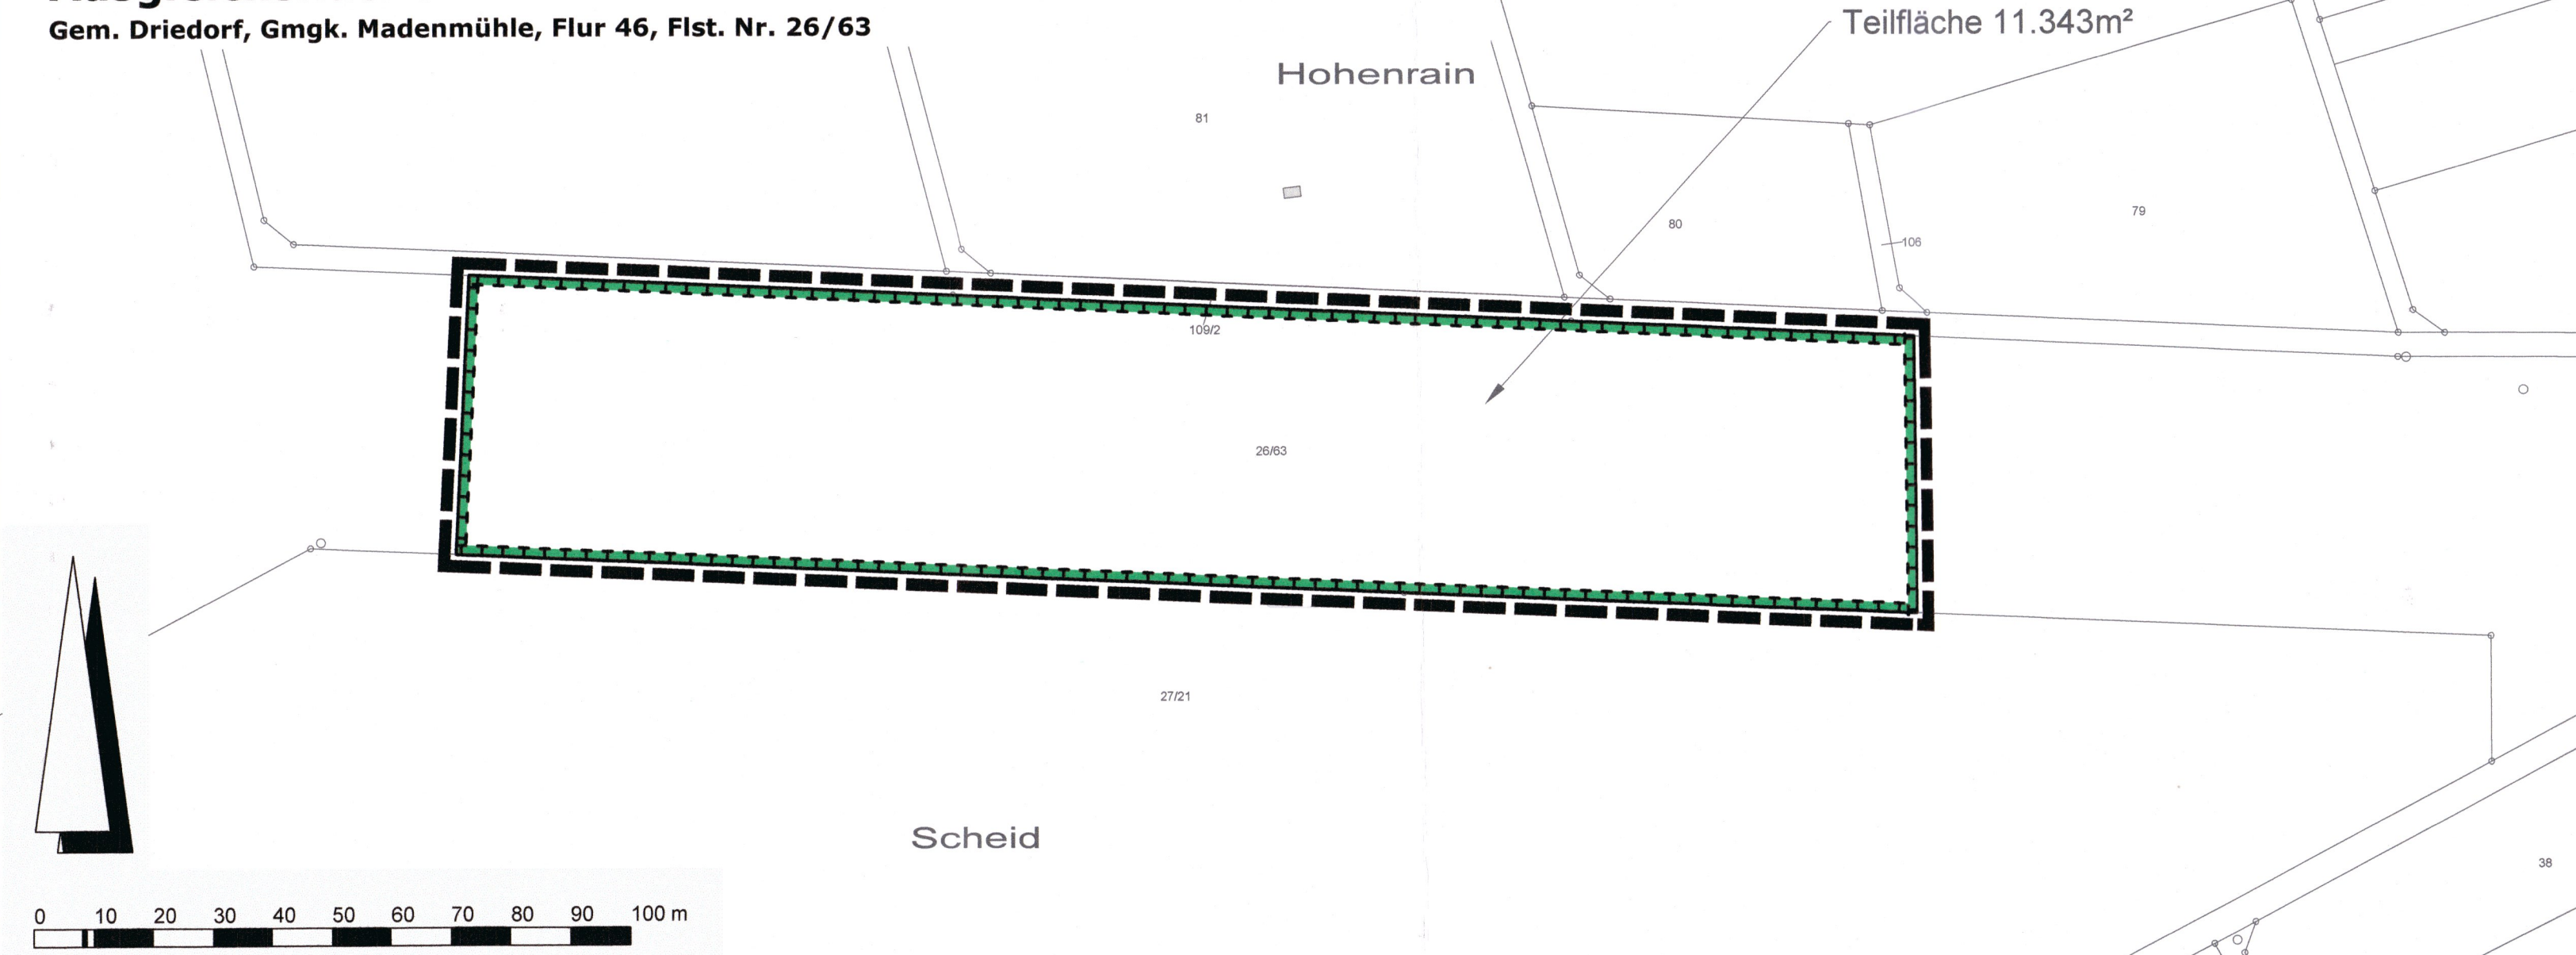 Gem. Driedorf, Gmgk. Madenmühle, Flur 46, Flst. Nr. 26/63
Teilfläche 11.343m²
Hohenrain
81
80
79
106
109/2
26/63
27/21
Scheid
38
0 10 20 30 40 50 60 70 80 90 100 m